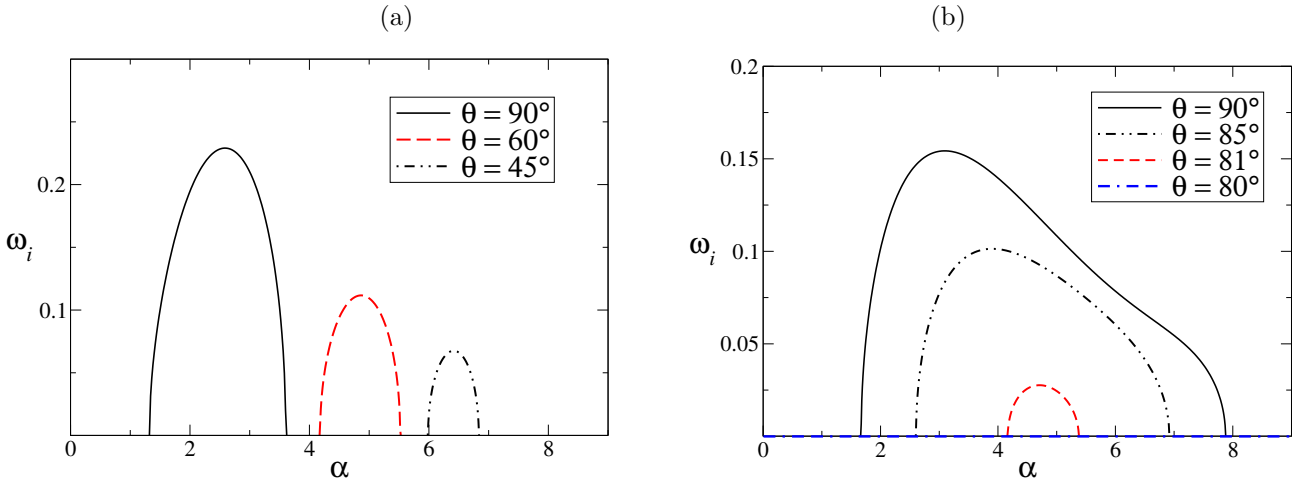 (a)
θ = 90°
θ = 60°
θ = 45°
0.2
0.1
ω_i
0 2 4 6 8
α
(b)
θ = 90°
θ = 85°
θ = 81°
θ = 80°
0.2
0.15
0.1
0.05
ω_i
0 2 4 6 8
α